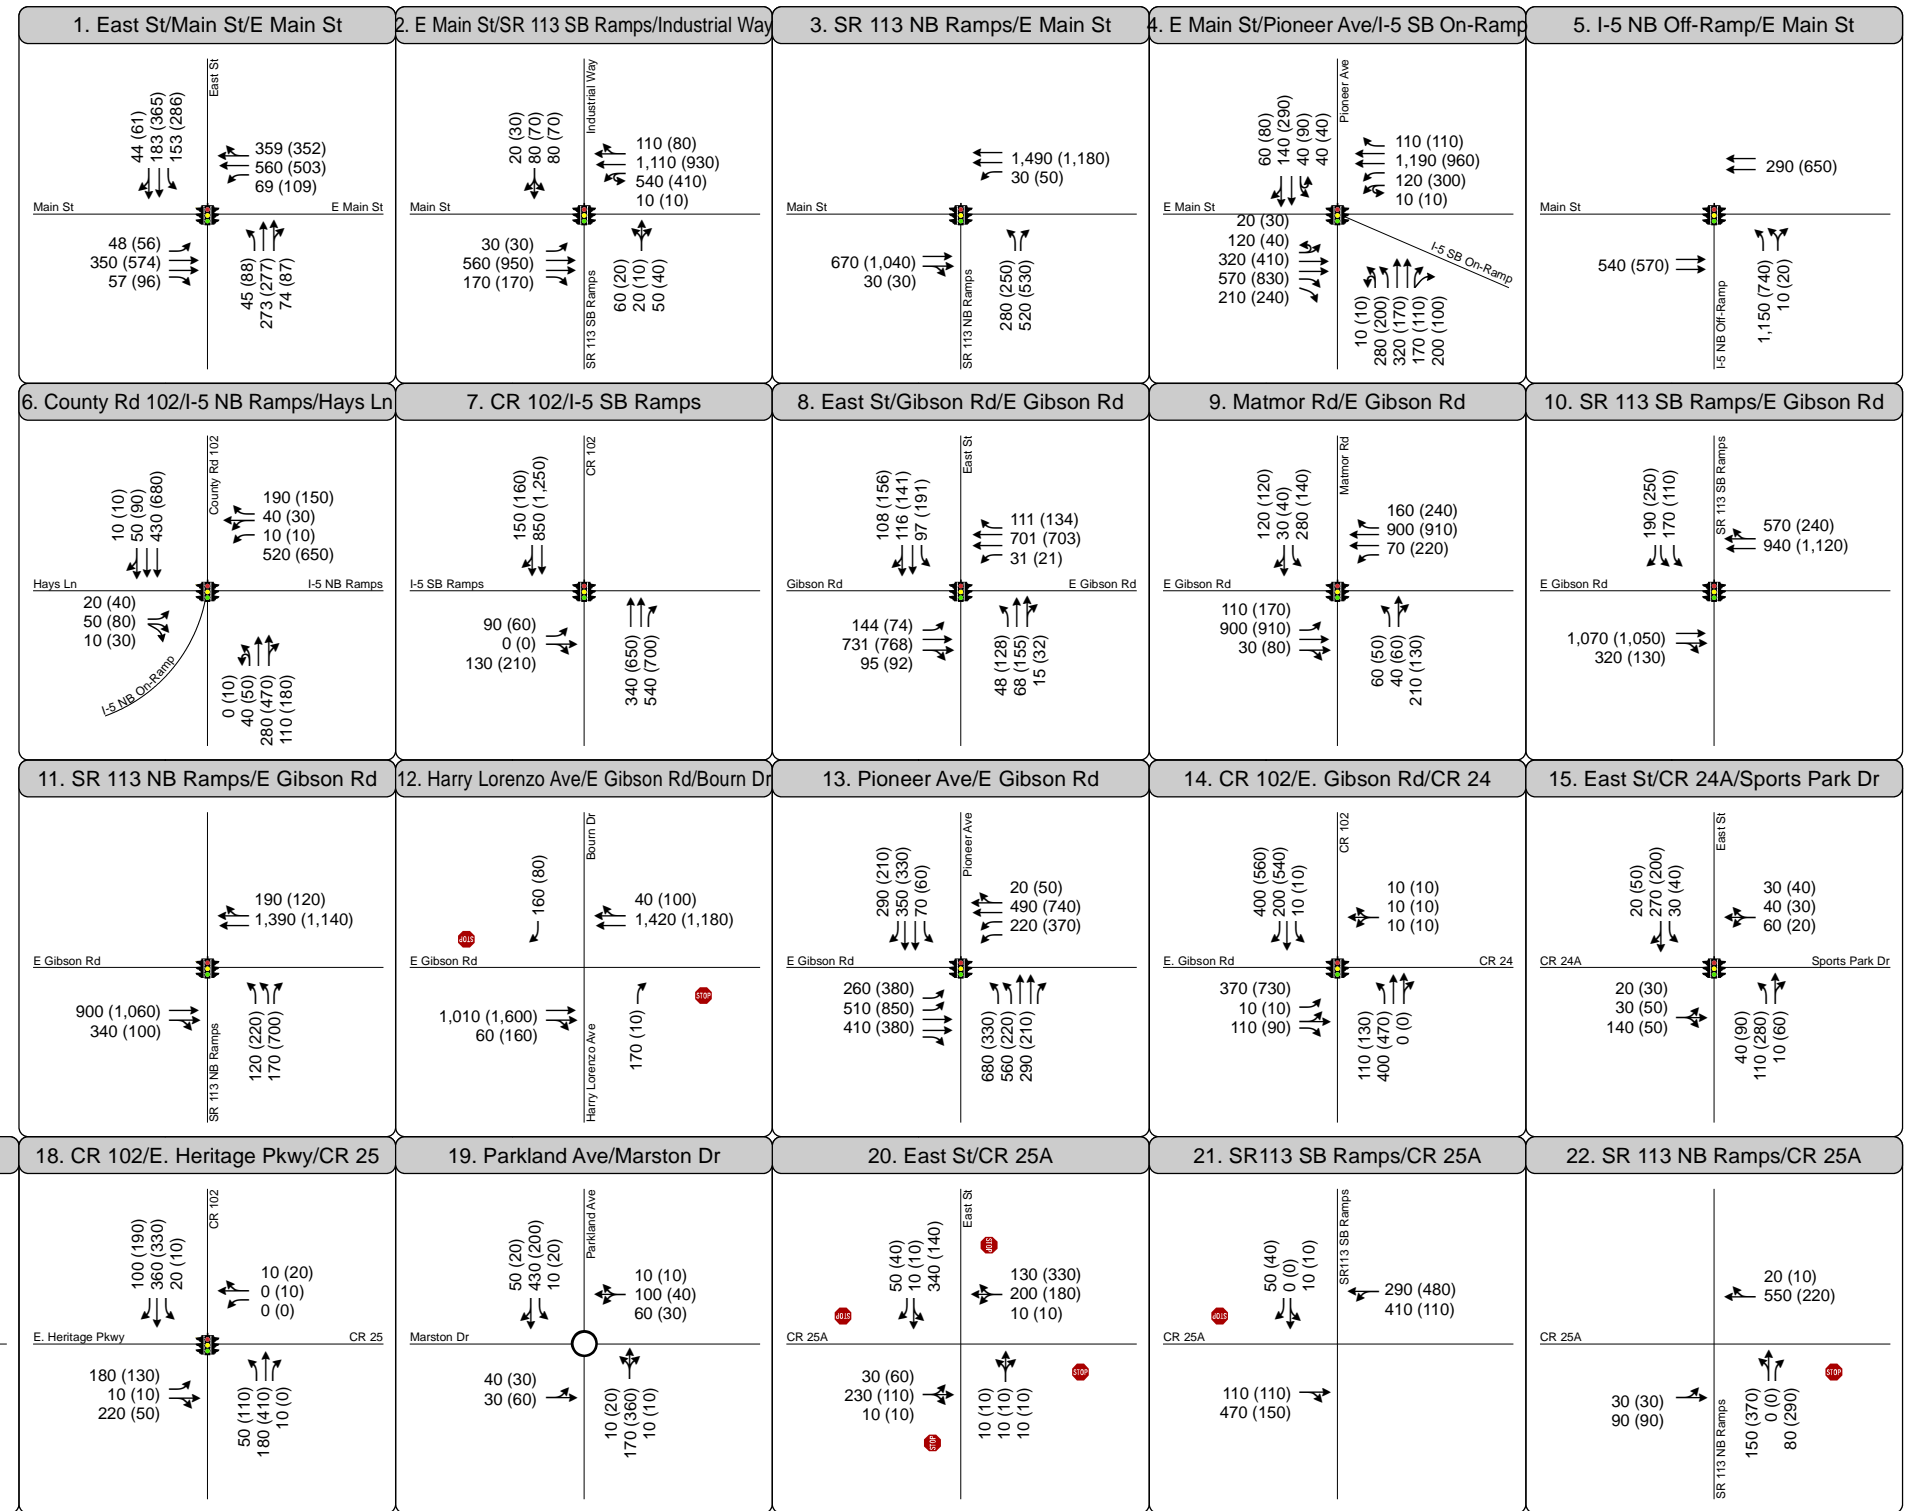 1. East St/Main St/E Main St
East St
44 (61)
183 (365)
153 (286)
359 (352)
560 (503)
69 (109)
Main St
E Main St
48 (56)
350 (574)
57 (96)
45 (88)
273 (277)
74 (87)
2. E Main St/SR 113 SB Ramps/Industrial Way
Industrial Way
20 (30)
80 (70)
80 (70)
110 (80)
1,110 (930)
540 (410)
10 (10)
Main St
30 (30)
560 (950)
170 (170)
SR 113 SB Ramps
60 (20)
20 (10)
50 (40)
3. SR 113 NB Ramps/E Main St
1,490 (1,180)
30 (50)
Main St
670 (1,040)
30 (30)
SR 113 NB Ramps
280 (250)
520 (530)
4. E Main St/Pioneer Ave/I-5 SB On-Ramp
Pioneer Ave
60 (80)
140 (290)
40 (90)
40 (40)
110 (110)
1,190 (960)
120 (300)
10 (10)
E Main St
20 (30)
120 (40)
320 (410)
570 (830)
210 (240)
I-5 SB On-Ramp
10 (10)
280 (200)
320 (170)
170 (110)
200 (100)
5. I-5 NB Off-Ramp/E Main St
290 (650)
Main St
540 (570)
I-5 NB Off-Ramp
1,150 (740)
10 (20)
6. County Rd 102/I-5 NB Ramps/Hays Ln
County Rd 102
10 (10)
50 (90)
430 (680)
190 (150)
40 (30)
10 (10)
520 (650)
Hays Ln
I-5 NB Ramps
20 (40)
50 (80)
10 (30)
I-5 NB On-Ramp
0 (10)
40 (50)
280 (470)
110 (180)
7. CR 102/I-5 SB Ramps
CR 102
150 (160)
850 (1,250)
I-5 SB Ramps
90 (60)
0 (0)
130 (210)
340 (650)
540 (700)
8. East St/Gibson Rd/E Gibson Rd
East St
108 (156)
116 (141)
97 (191)
111 (134)
701 (703)
31 (21)
Gibson Rd
E Gibson Rd
144 (74)
731 (768)
95 (92)
48 (128)
68 (155)
15 (32)
9. Matmor Rd/E Gibson Rd
Matmor Rd
120 (120)
30 (40)
280 (140)
160 (240)
900 (910)
70 (220)
E Gibson Rd
110 (170)
900 (910)
30 (80)
60 (50)
40 (60)
210 (130)
10. SR 113 SB Ramps/E Gibson Rd
SR 113 SB Ramps
190 (250)
170 (110)
570 (240)
940 (1,120)
E Gibson Rd
1,070 (1,050)
320 (130)
11. SR 113 NB Ramps/E Gibson Rd
190 (120)
1,390 (1,140)
E Gibson Rd
900 (1,060)
340 (100)
SR 113 NB Ramps
120 (220)
170 (700)
12. Harry Lorenzo Ave/E Gibson Rd/Bourn Dr
Bourn Dr
160 (80)
40 (100)
1,420 (1,180)
STOP
E Gibson Rd
STOP
1,010 (1,600)
60 (160)
Harry Lorenzo Ave
170 (10)
13. Pioneer Ave/E Gibson Rd
Pioneer Ave
290 (210)
350 (330)
70 (60)
20 (50)
490 (740)
220 (370)
E Gibson Rd
260 (380)
510 (850)
410 (380)
680 (330)
560 (220)
290 (210)
14. CR 102/E. Gibson Rd/CR 24
CR 102
400 (560)
200 (540)
10 (10)
10 (10)
10 (10)
10 (10)
E. Gibson Rd
CR 24
370 (730)
10 (10)
110 (90)
110 (130)
400 (470)
0 (0)
15. East St/CR 24A/Sports Park Dr
East St
20 (50)
270 (200)
30 (40)
30 (40)
40 (30)
60 (20)
CR 24A
Sports Park Dr
20 (30)
30 (50)
140 (50)
40 (90)
110 (280)
10 (60)
18. CR 102/E. Heritage Pkwy/CR 25
CR 102
100 (190)
360 (330)
20 (10)
10 (20)
0 (10)
0 (0)
E. Heritage Pkwy
CR 25
180 (130)
10 (10)
220 (50)
50 (110)
180 (410)
10 (0)
19. Parkland Ave/Marston Dr
Parkland Ave
50 (20)
430 (200)
10 (20)
10 (10)
100 (40)
60 (30)
Marston Dr
40 (30)
30 (60)
10 (20)
170 (360)
10 (10)
20. East St/CR 25A
East St
50 (40)
10 (10)
340 (140)
STOP
130 (330)
200 (180)
10 (10)
STOP
CR 25A
STOP
30 (60)
230 (110)
10 (10)
STOP
10 (10)
10 (10)
10 (10)
21. SR113 SB Ramps/CR 25A
SR113 SB Ramps
50 (40)
0 (0)
10 (10)
290 (480)
410 (110)
STOP
CR 25A
110 (110)
470 (150)
22. SR 113 NB Ramps/CR 25A
20 (10)
550 (220)
CR 25A
STOP
30 (30)
90 (90)
SR 113 NB Ramps
150 (370)
0 (0)
80 (290)